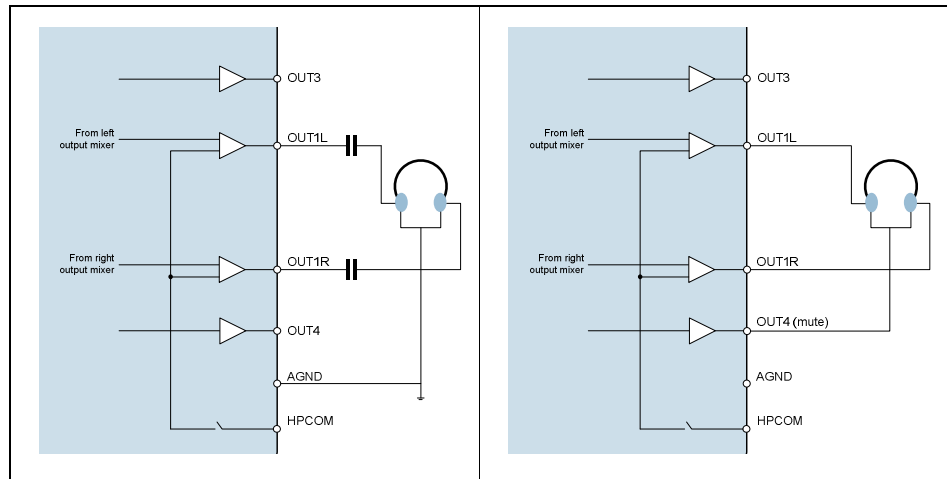 OUT3
From left
output mixer
OUT1L
From right
output mixer
OUT1R
OUT4
AGND
HPCOM
OUT3
From left
output mixer
OUT1L
From right
output mixer
OUT1R
OUT4 (mute)
AGND
HPCOM